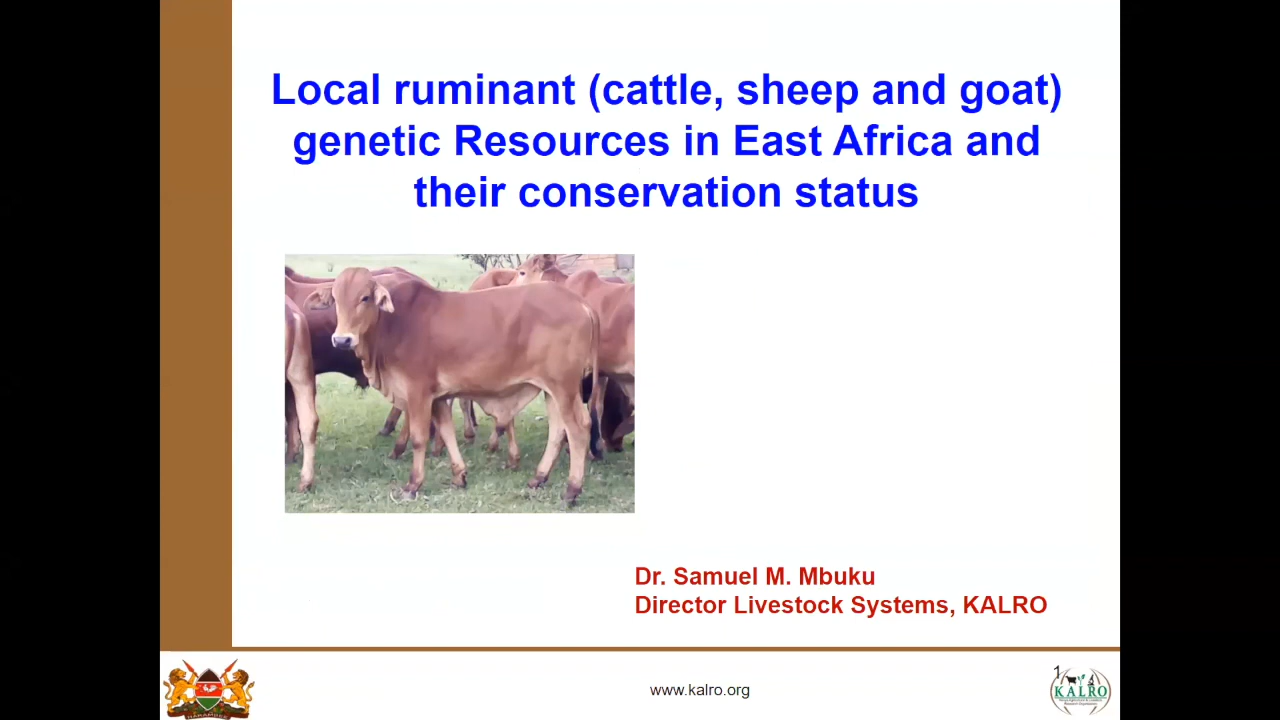 Local ruminant (cattle, sheep and goat)
genetic Resources in East Africa and
their conservation status
Dr. Samuel M. Mbuku
Director Livestock Systems, KALRO
HARAMBEE
www.kalro.org
1
KALRO